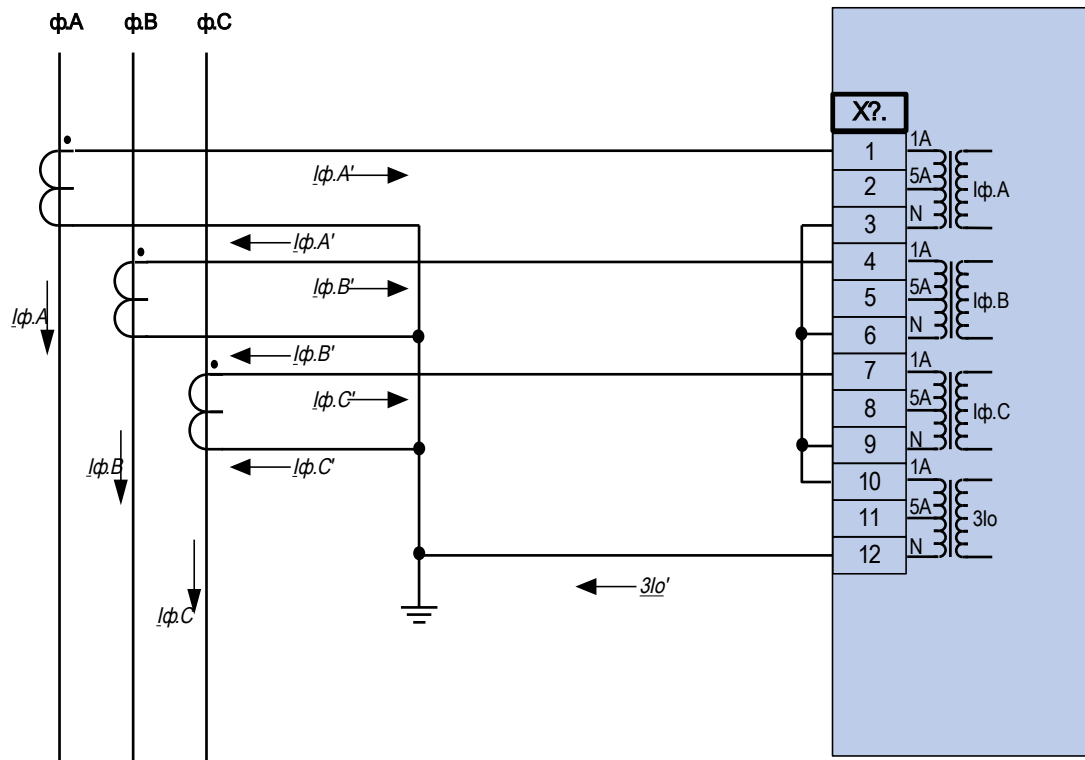 ф.А ф.В ф.С
X?.
1 1А
Iф.А'
2 5А
Iф.А
3 N
Iф.А'
4 1А
Iф.В'
5 5А
Iф.В
Iф.А
6 N
Iф.В'
7 1А
Iф.С'
8 5А
Iф.С
9 N
Iф.В
Iф.С'
10 1А
11 5А
3Io
12 N
3Io'
Iф.С